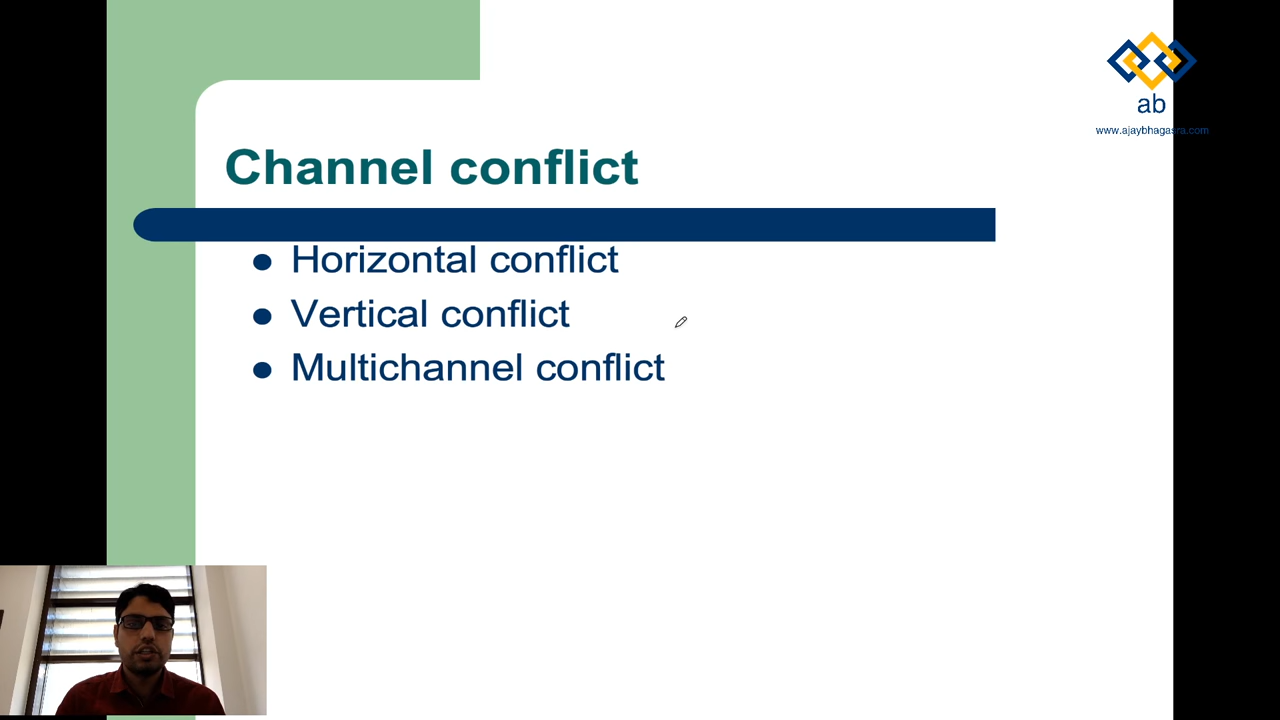 ab
www.ajaybhagasra.com
Channel conflict
Horizontal conflict
Vertical conflict
Multichannel conflict